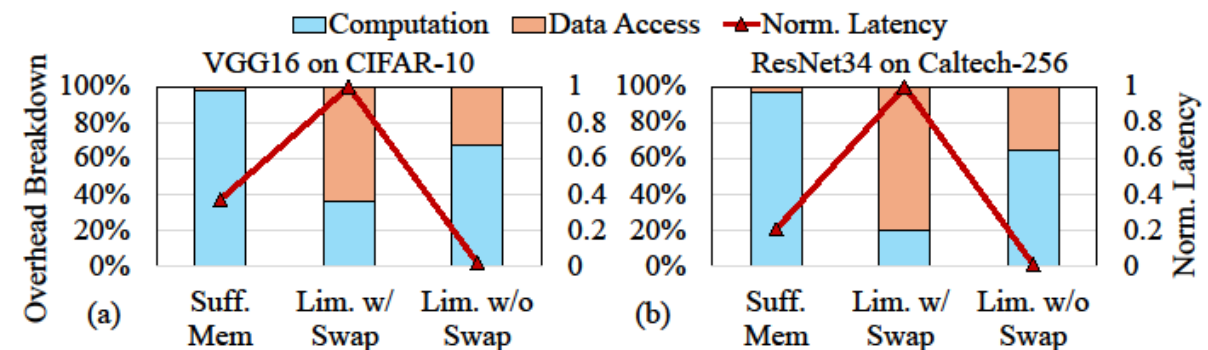 Computation Data Access Norm. Latency
VGG16 on CIFAR-10
ResNet34 on Caltech-256
Overhead Breakdown
100%
80%
60%
40%
20%
0%
1
0.8
0.6
0.4
0.2
0
100%
80%
60%
40%
20%
0%
1
0.8
0.6
0.4
0.2
0
Norm. Latency
(a)
Suff.
Mem
Lim. w/
Swap
Lim. w/o
Swap
(b)
Suff.
Mem
Lim. w/
Swap
Lim. w/o
Swap